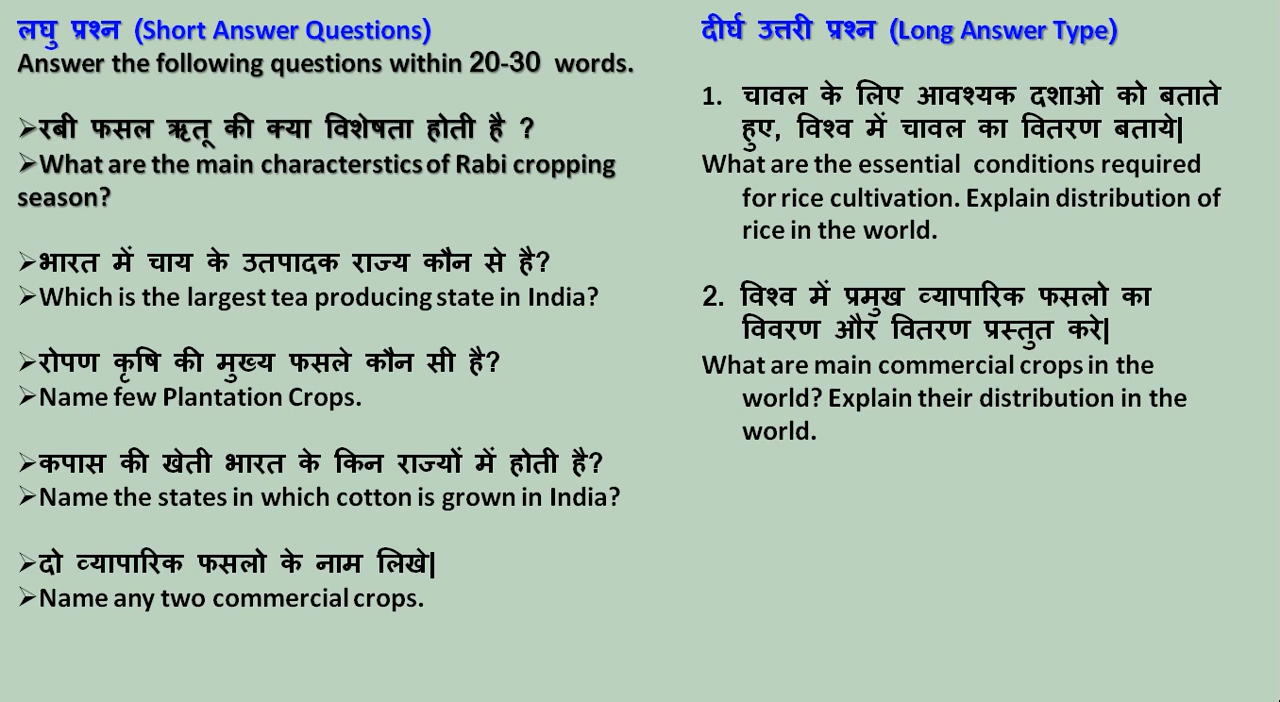 लघु प्रश्न (Short Answer Questions)
Answer the following questions within 20-30 words.
➢रबी फसल ऋतू की क्या विशेषता होती है ?
➢What are the main characterstics of Rabi cropping
season?
➢भारत में चाय के उतपादक राज्य कौन से है?
➢Which is the largest tea producing state in India?
➢रोपण कृषि की मुख्य फसले कौन सी है?
➢Name few Plantation Crops.
➢कपास की खेती भारत के किन राज्यों में होती है?
➢Name the states in which cotton is grown in India?
➢दो व्यापारिक फसलो के नाम लिखे|
➢Name any two commercial crops.
दीर्घ उत्तरी प्रश्न (Long Answer Type)
1. चावल के लिए आवश्यक दशाओ को बताते
हुए, विश्व में चावल का वितरण बताये|
What are the essential conditions required
for rice cultivation. Explain distribution of
rice in the world.
2. विश्व में प्रमुख व्यापारिक फसलो का
विवरण और वितरण प्रस्तुत करे|
What are main commercial crops in the
world? Explain their distribution in the
world.